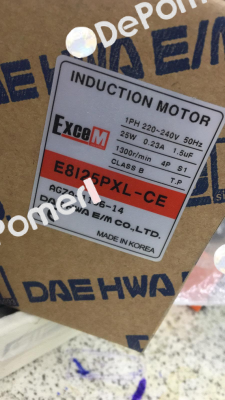 DePomeri
DAE HWA E/M
INDUCTION MOTOR
ExceM
1PH 220-240V 50Hz
25W 0.23A 1.5uF
1300r/min 4P S1
CLASS B T.P
E8I25PXL-CE
DAE HWA E/M CO.,LTD.
MADE IN KOREA
DAE HWA